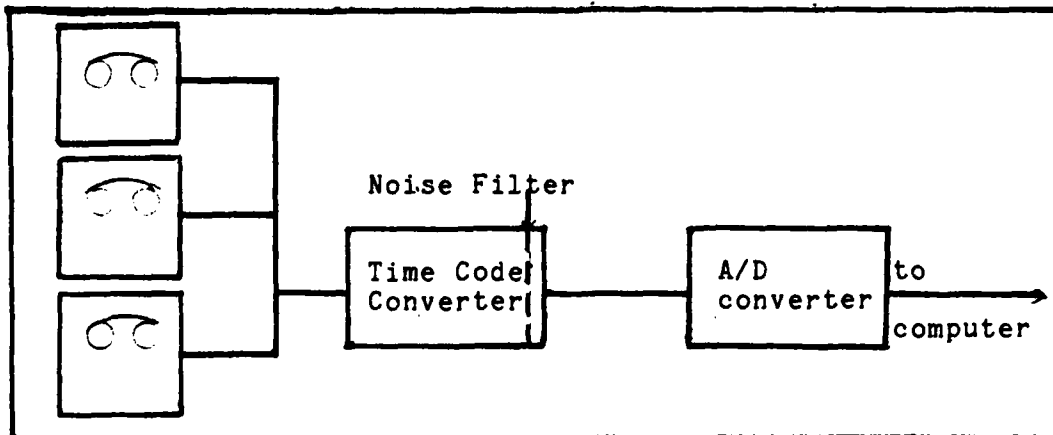 Noise Filter
Time Code
Converter
A/D
converter
to
computer